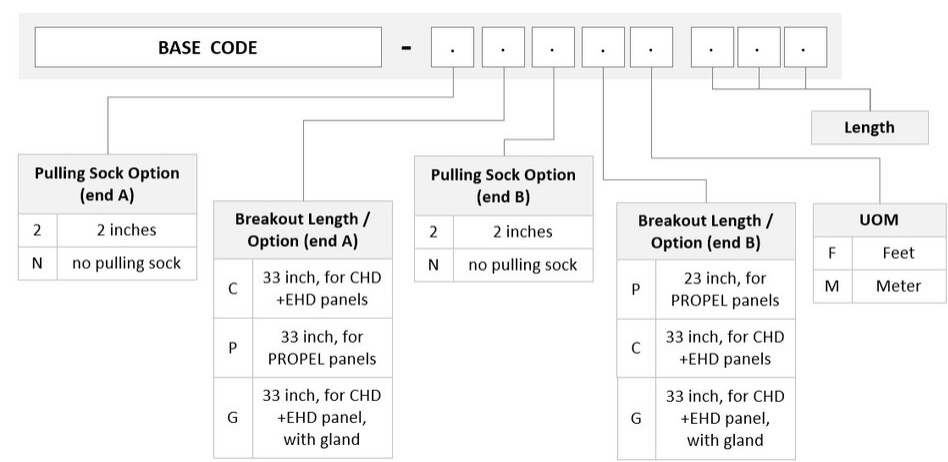 BASE CODE - . . . . . . . .
Length
Pulling Sock Option
(end A)
2 2 inches
N no pulling sock
Breakout Length /
Option (end A)
C 33 inch, for CHD
+EHD panels
P 33 inch, for
PROPEL panels
G 33 inch, for CHD
+EHD panel,
with gland
Pulling Sock Option
(end B)
2 2 inches
N no pulling sock
Breakout Length /
Option (end B)
P 23 inch, for
PROPEL panels
C 33 inch, for CHD
+EHD panels
G 33 inch, for CHD
+EHD panel,
with gland
UOM
F Feet
M Meter